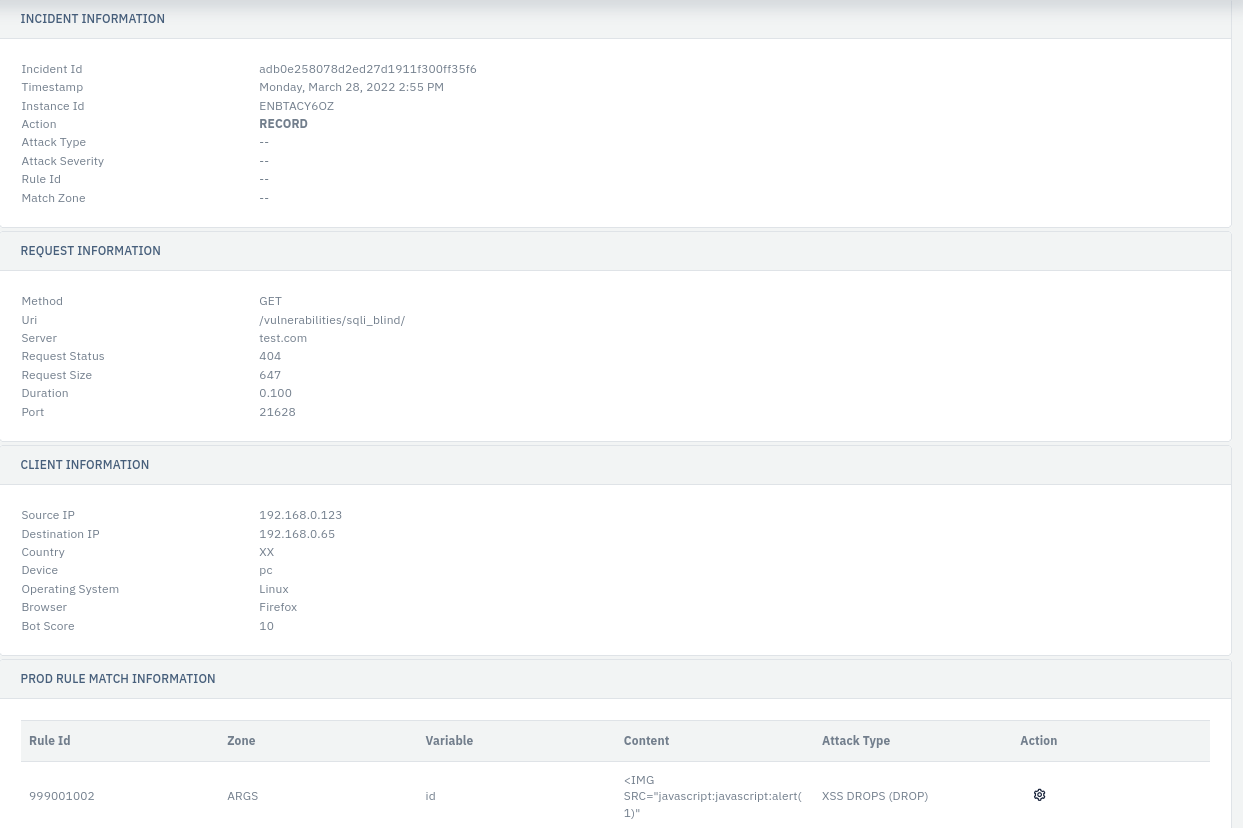 INCIDENT INFORMATION
Incident Id adb0e258078d2ed27d1911f300ff35f6
Timestamp Monday, March 28, 2022 2:55 PM
Instance Id ENBTACY6OZ
Action RECORD
Attack Type --
Attack Severity --
Rule Id --
Match Zone --
REQUEST INFORMATION
Method GET
Uri /vulnerabilities/sqli_blind/
Server test.com
Request Status 404
Request Size 647
Duration 0.100
Port 21628
CLIENT INFORMATION
Source IP 192.168.0.123
Destination IP 192.168.0.65
Country XX
Device pc
Operating System Linux
Browser Firefox
Bot Score 10
PROD RULE MATCH INFORMATION
Rule Id Zone Variable Content Attack Type Action
<IMG
999001002 ARGS id SRC="javascript:javascript:alert( XSS DROPS (DROP)
1)"